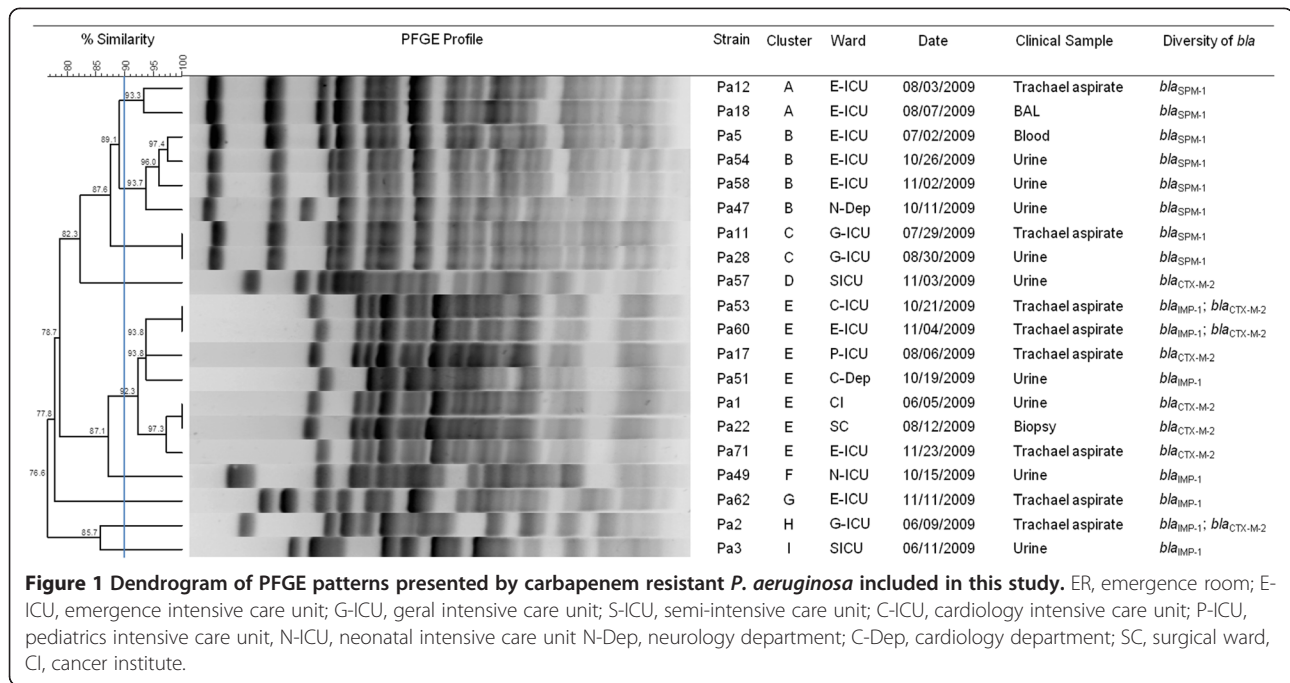 % Similarity PFGE Profile Strain Cluster Ward Date Clinical Sample Diversity of bla
80 85 90 95 100
Pa12 A E-ICU 08/03/2009 Trachael aspirate blaSPM-1
93.3
Pa18 A E-ICU 08/07/2009 BAL blaSPM-1
Pa5 B E-ICU 07/02/2009 Blood blaSPM-1
89.1 97.4
Pa54 B E-ICU 10/26/2009 Urine blaSPM-1
96.0
Pa58 B E-ICU 11/02/2009 Urine blaSPM-1
87.6 93.7
Pa47 B N-Dep 10/11/2009 Urine blaSPM-1
Pa11 C G-ICU 07/29/2009 Trachael aspirate blaSPM-1
82.3
Pa28 C G-ICU 08/30/2009 Urine blaSPM-1
Pa57 D SICU 11/03/2009 Urine blaCTX-M-2
Pa53 E C-ICU 10/21/2009 Trachael aspirate blaIMP-1; blaCTX-M-2
78.7 93.8
Pa60 E E-ICU 11/04/2009 Trachael aspirate blaIMP-1; blaCTX-M-2
93.8
Pa17 E P-ICU 08/06/2009 Trachael aspirate blaCTX-M-2
Pa51 E C-Dep 10/19/2009 Urine blaIMP-1
92.3
Pa1 E CI 06/05/2009 Urine blaCTX-M-2
77.8
Pa22 E SC 08/12/2009 Biopsy blaCTX-M-2
87.1 97.3
Pa71 E E-ICU 11/23/2009 Trachael aspirate blaCTX-M-2
76.6
Pa49 F N-ICU 10/15/2009 Urine blaIMP-1
Pa62 G E-ICU 11/11/2009 Trachael aspirate blaIMP-1
Pa2 H G-ICU 06/09/2009 Trachael aspirate blaIMP-1; blaCTX-M-2
85.7
Pa3 I SICU 06/11/2009 Urine blaIMP-1
Figure 1 Dendrogram of PFGE patterns presented by carbapenem resistant P. aeruginosa included in this study. ER, emergence room; E-
ICU, emergence intensive care unit; G-ICU, geral intensive care unit; S-ICU, semi-intensive care unit; C-ICU, cardiology intensive care unit; P-ICU,
pediatrics intensive care unit, N-ICU, neonatal intensive care unit N-Dep, neurology department; C-Dep, cardiology department; SC, surgical ward,
CI, cancer institute.